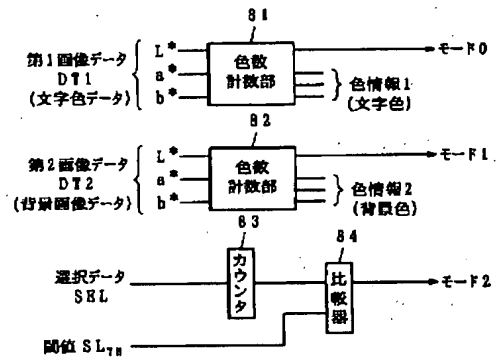 81
第1画像データ
DT1
(文字色データ)
L*
a*
b*
色数
計数部
モード0
色情報1
(文字色)
82
第2画像データ
DT2
(背景画像データ)
L*
a*
b*
色数
計数部
モード1
色情報2
(背景色)
83
84
選択データ
SEL
カウンタ
比較器
モード2
閾値 SL_TH